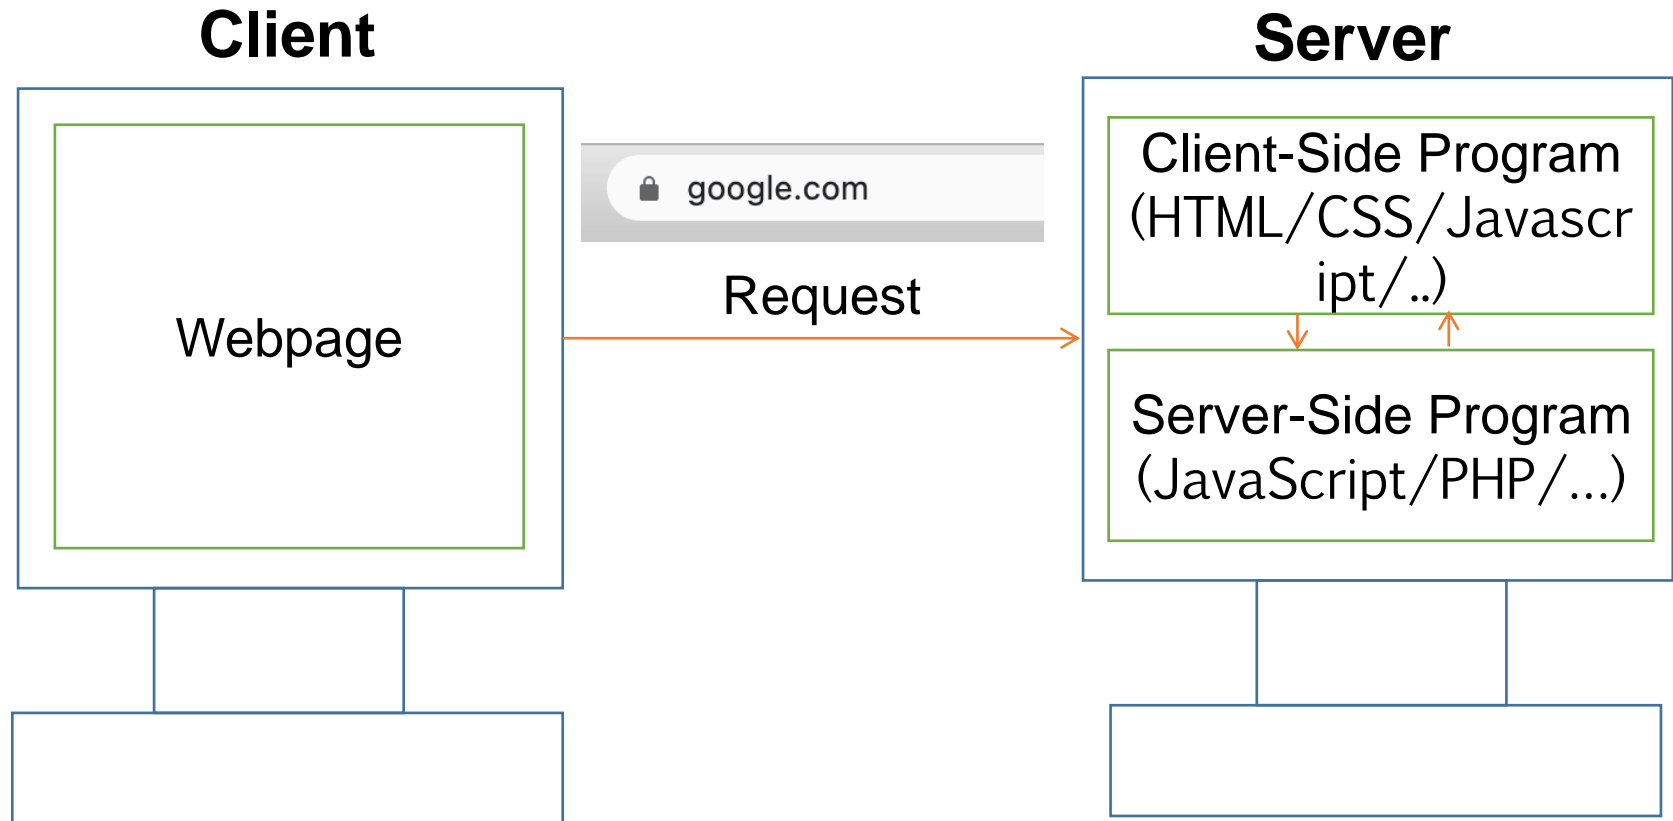 Client
Server
google.com
Request
Webpage
Client-Side Program
(HTML/CSS/Javascr
ipt/..)
Server-Side Program
(JavaScript/PHP/...)